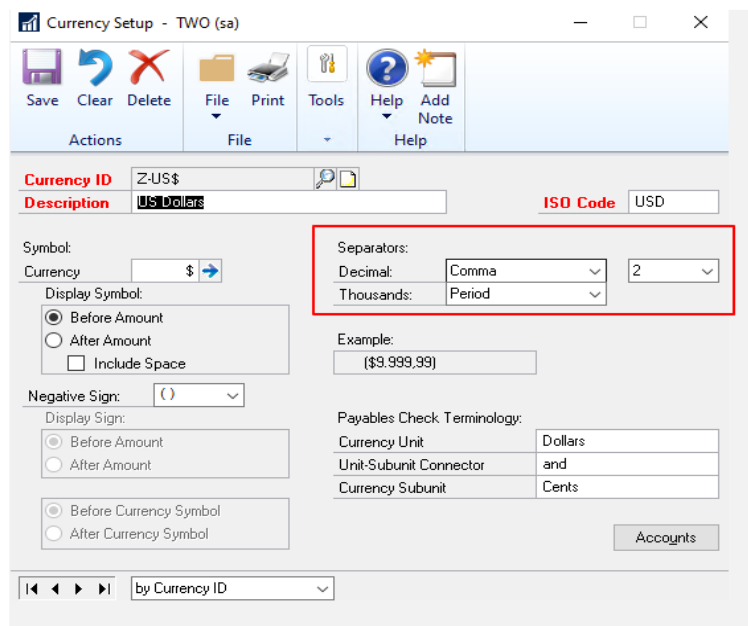 Currency Setup - TWO (sa)
Save Clear Delete File Print Tools Help Add Note
Actions File Help
Currency ID Z-US$
Description US Dollars ISO Code USD
Symbol: Separators:
Currency $ Decimal: Comma 2
Display Symbol: Thousands: Period
Before Amount
After Amount Example:
Include Space ($9.999,99)
Negative Sign: ()
Display Sign: Payables Check Terminology:
Before Amount Currency Unit Dollars
After Amount Unit-Subunit Connector and
Currency Subunit Cents
Before Currency Symbol
After Currency Symbol Accounts
by Currency ID